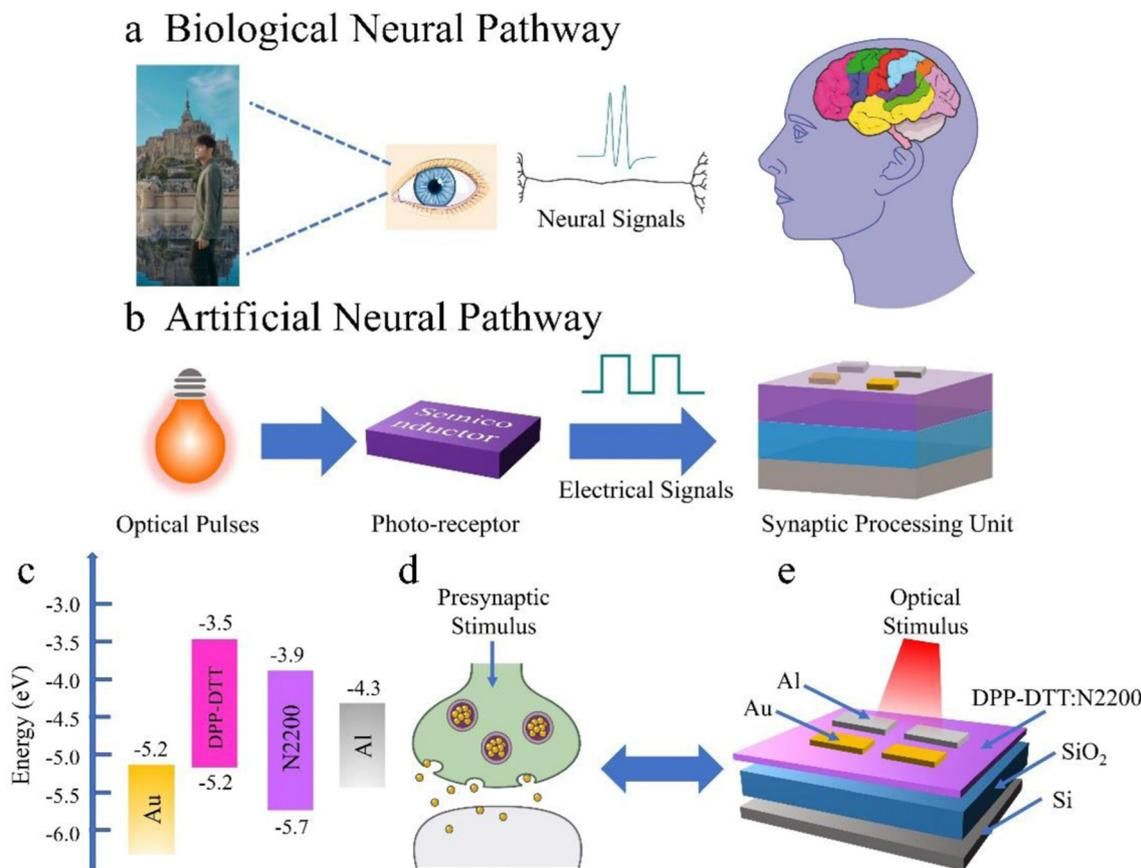 a Biological Neural Pathway
Neural Signals
b Artificial Neural Pathway
Semico
nductor
Electrical Signals
Optical Pulses
Photo-receptor
Synaptic Processing Unit
c
Energy (eV)
-3.0
-3.5
-4.0
-4.5
-5.0
-5.5
-6.0
-5.2
Au
-3.5
DPP-DTT
-5.2
-3.9
N2200
-5.7
-4.3
Al
d
Presynaptic
Stimulus
e
Optical
Stimulus
Al
Au
DPP-DTT:N2200
SiO₂
Si